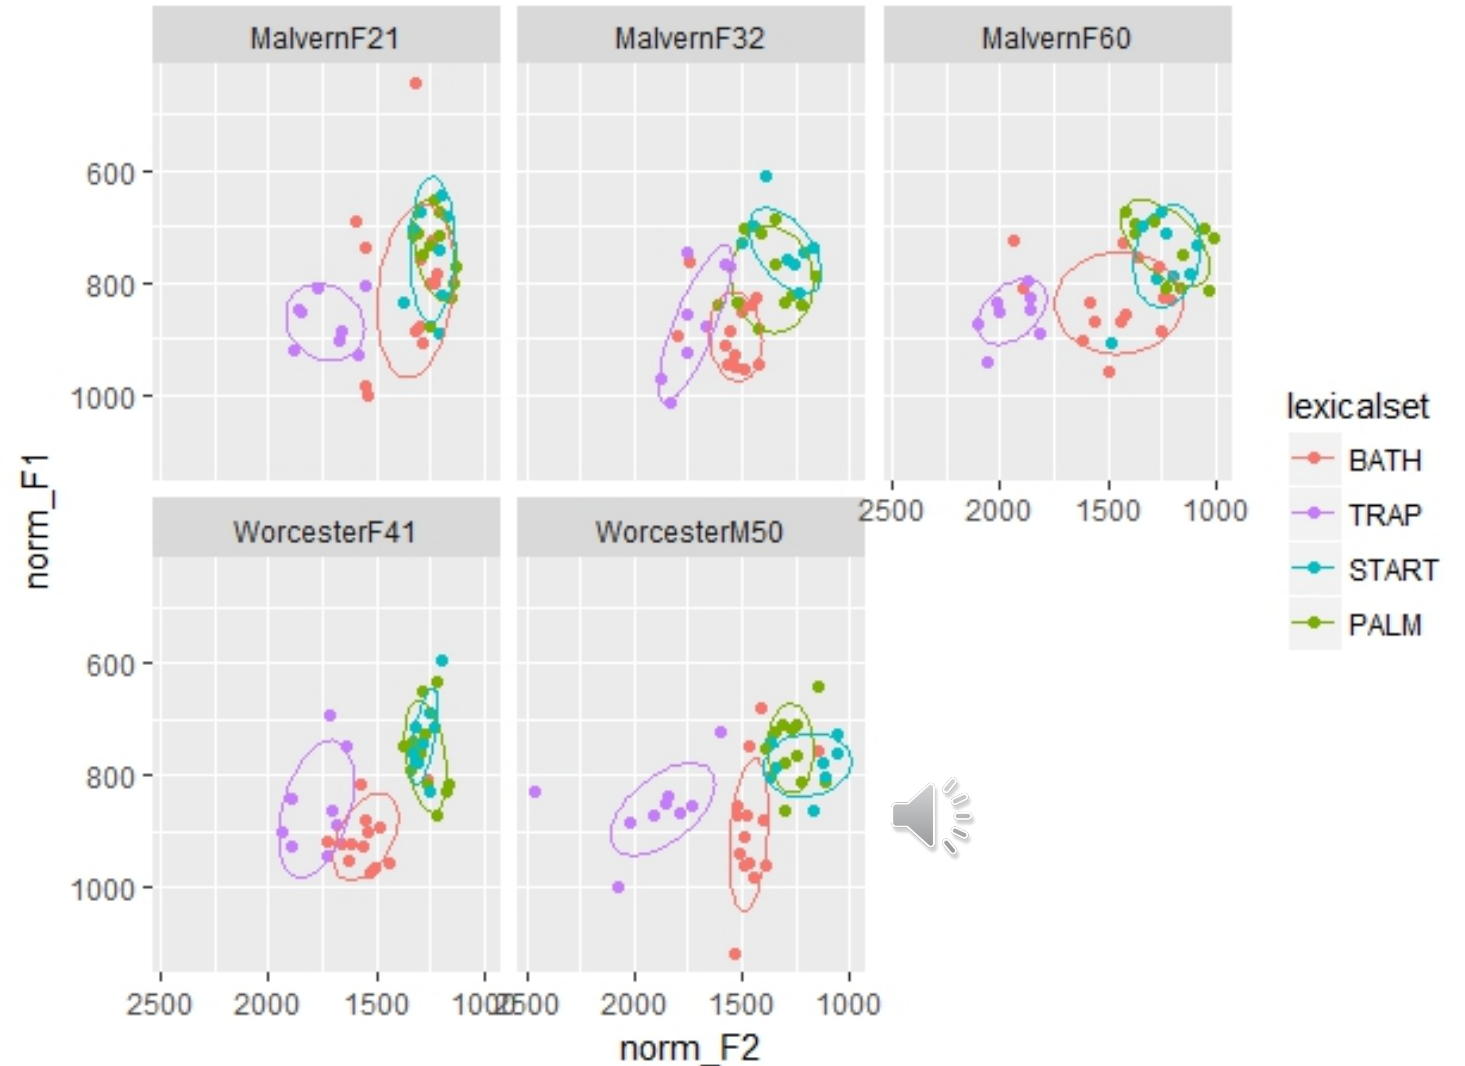 MalvernF21 MalvernF32 MalvernF60
600
800
1000
2500 2000 1500 1000
WorcesterF41 WorcesterM50
600
800
1000
2500 2000 1500 1000 2500 2000 1500 1000
norm_F2
norm_F1
lexicalset
BATH
TRAP
START
PALM